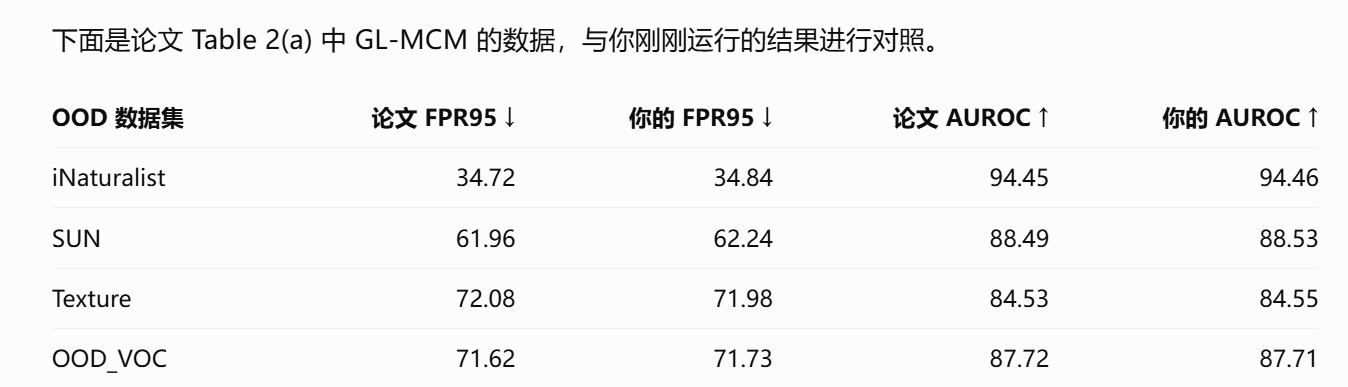 下面是论文 Table 2(a) 中 GL-MCM 的数据，与你刚刚运行的结果进行对照。
OOD 数据集 论文 FPR95 ↓ 你的 FPR95 ↓ 论文 AUROC ↑ 你的 AUROC ↑
iNaturalist 34.72 34.84 94.45 94.46
SUN 61.96 62.24 88.49 88.53
Texture 72.08 71.98 84.53 84.55
OOD_VOC 71.62 71.73 87.72 87.71